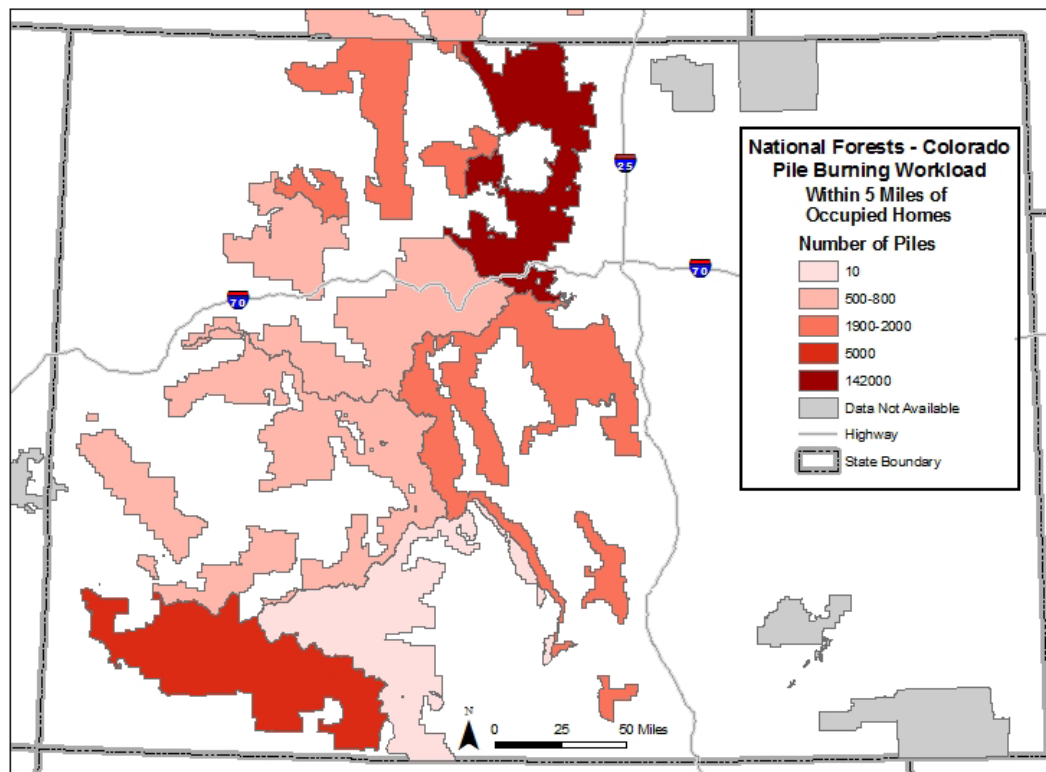 25
National Forests - Colorado
Pile Burning Workload
Within 5 Miles of
Occupied Homes
Number of Piles
10
500-800
1900-2000
5000
142000
Data Not Available
Highway
State Boundary
70
70
N
0 25 50 Miles